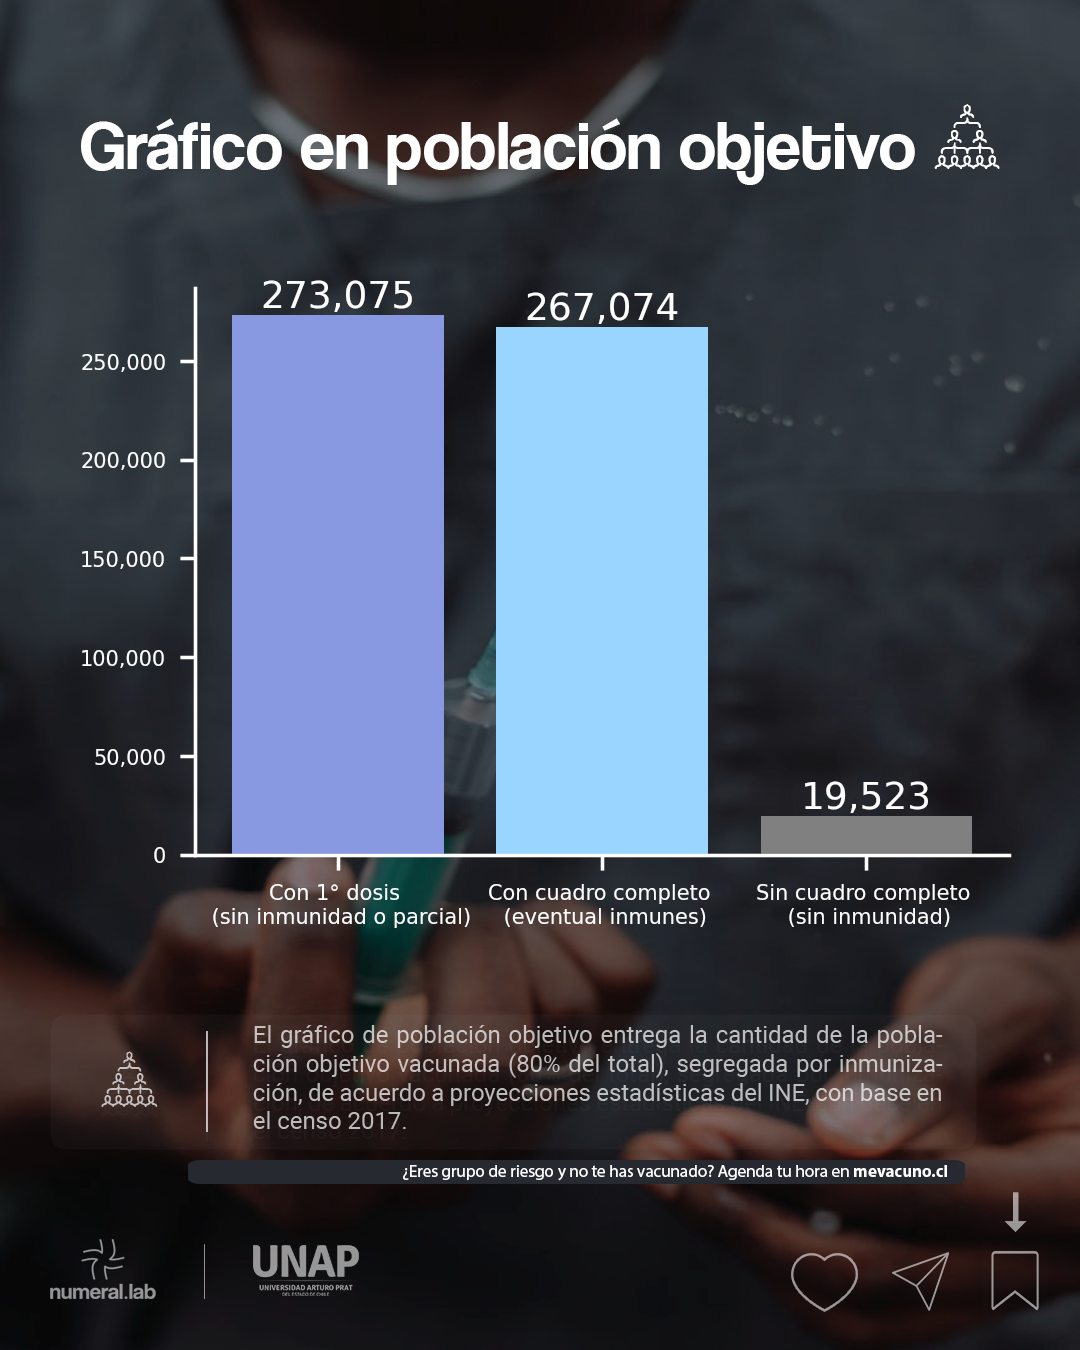 Gráfico en población objetivo
273,075
267,074
250,000
200,000
150,000
100,000
50,000
19,523
0
Con 1° dosis
(sin inmunidad o parcial)
Con cuadro completo
(eventual inmunes)
Sin cuadro completo
(sin inmunidad)
El gráfico de población objetivo entrega la cantidad de la pobla-
ción objetivo vacunada (80% del total), segregada por inmuniza-
ción, de acuerdo a proyecciones estadísticas del INE, con base en
el censo 2017.
¿Eres grupo de riesgo y no te has vacunado? Agenda tu hora en mevacuno.cl
numeral.lab
UNAP
UNIVERSIDAD ARTURO PRAT
DEL ESTADO DE CHILE